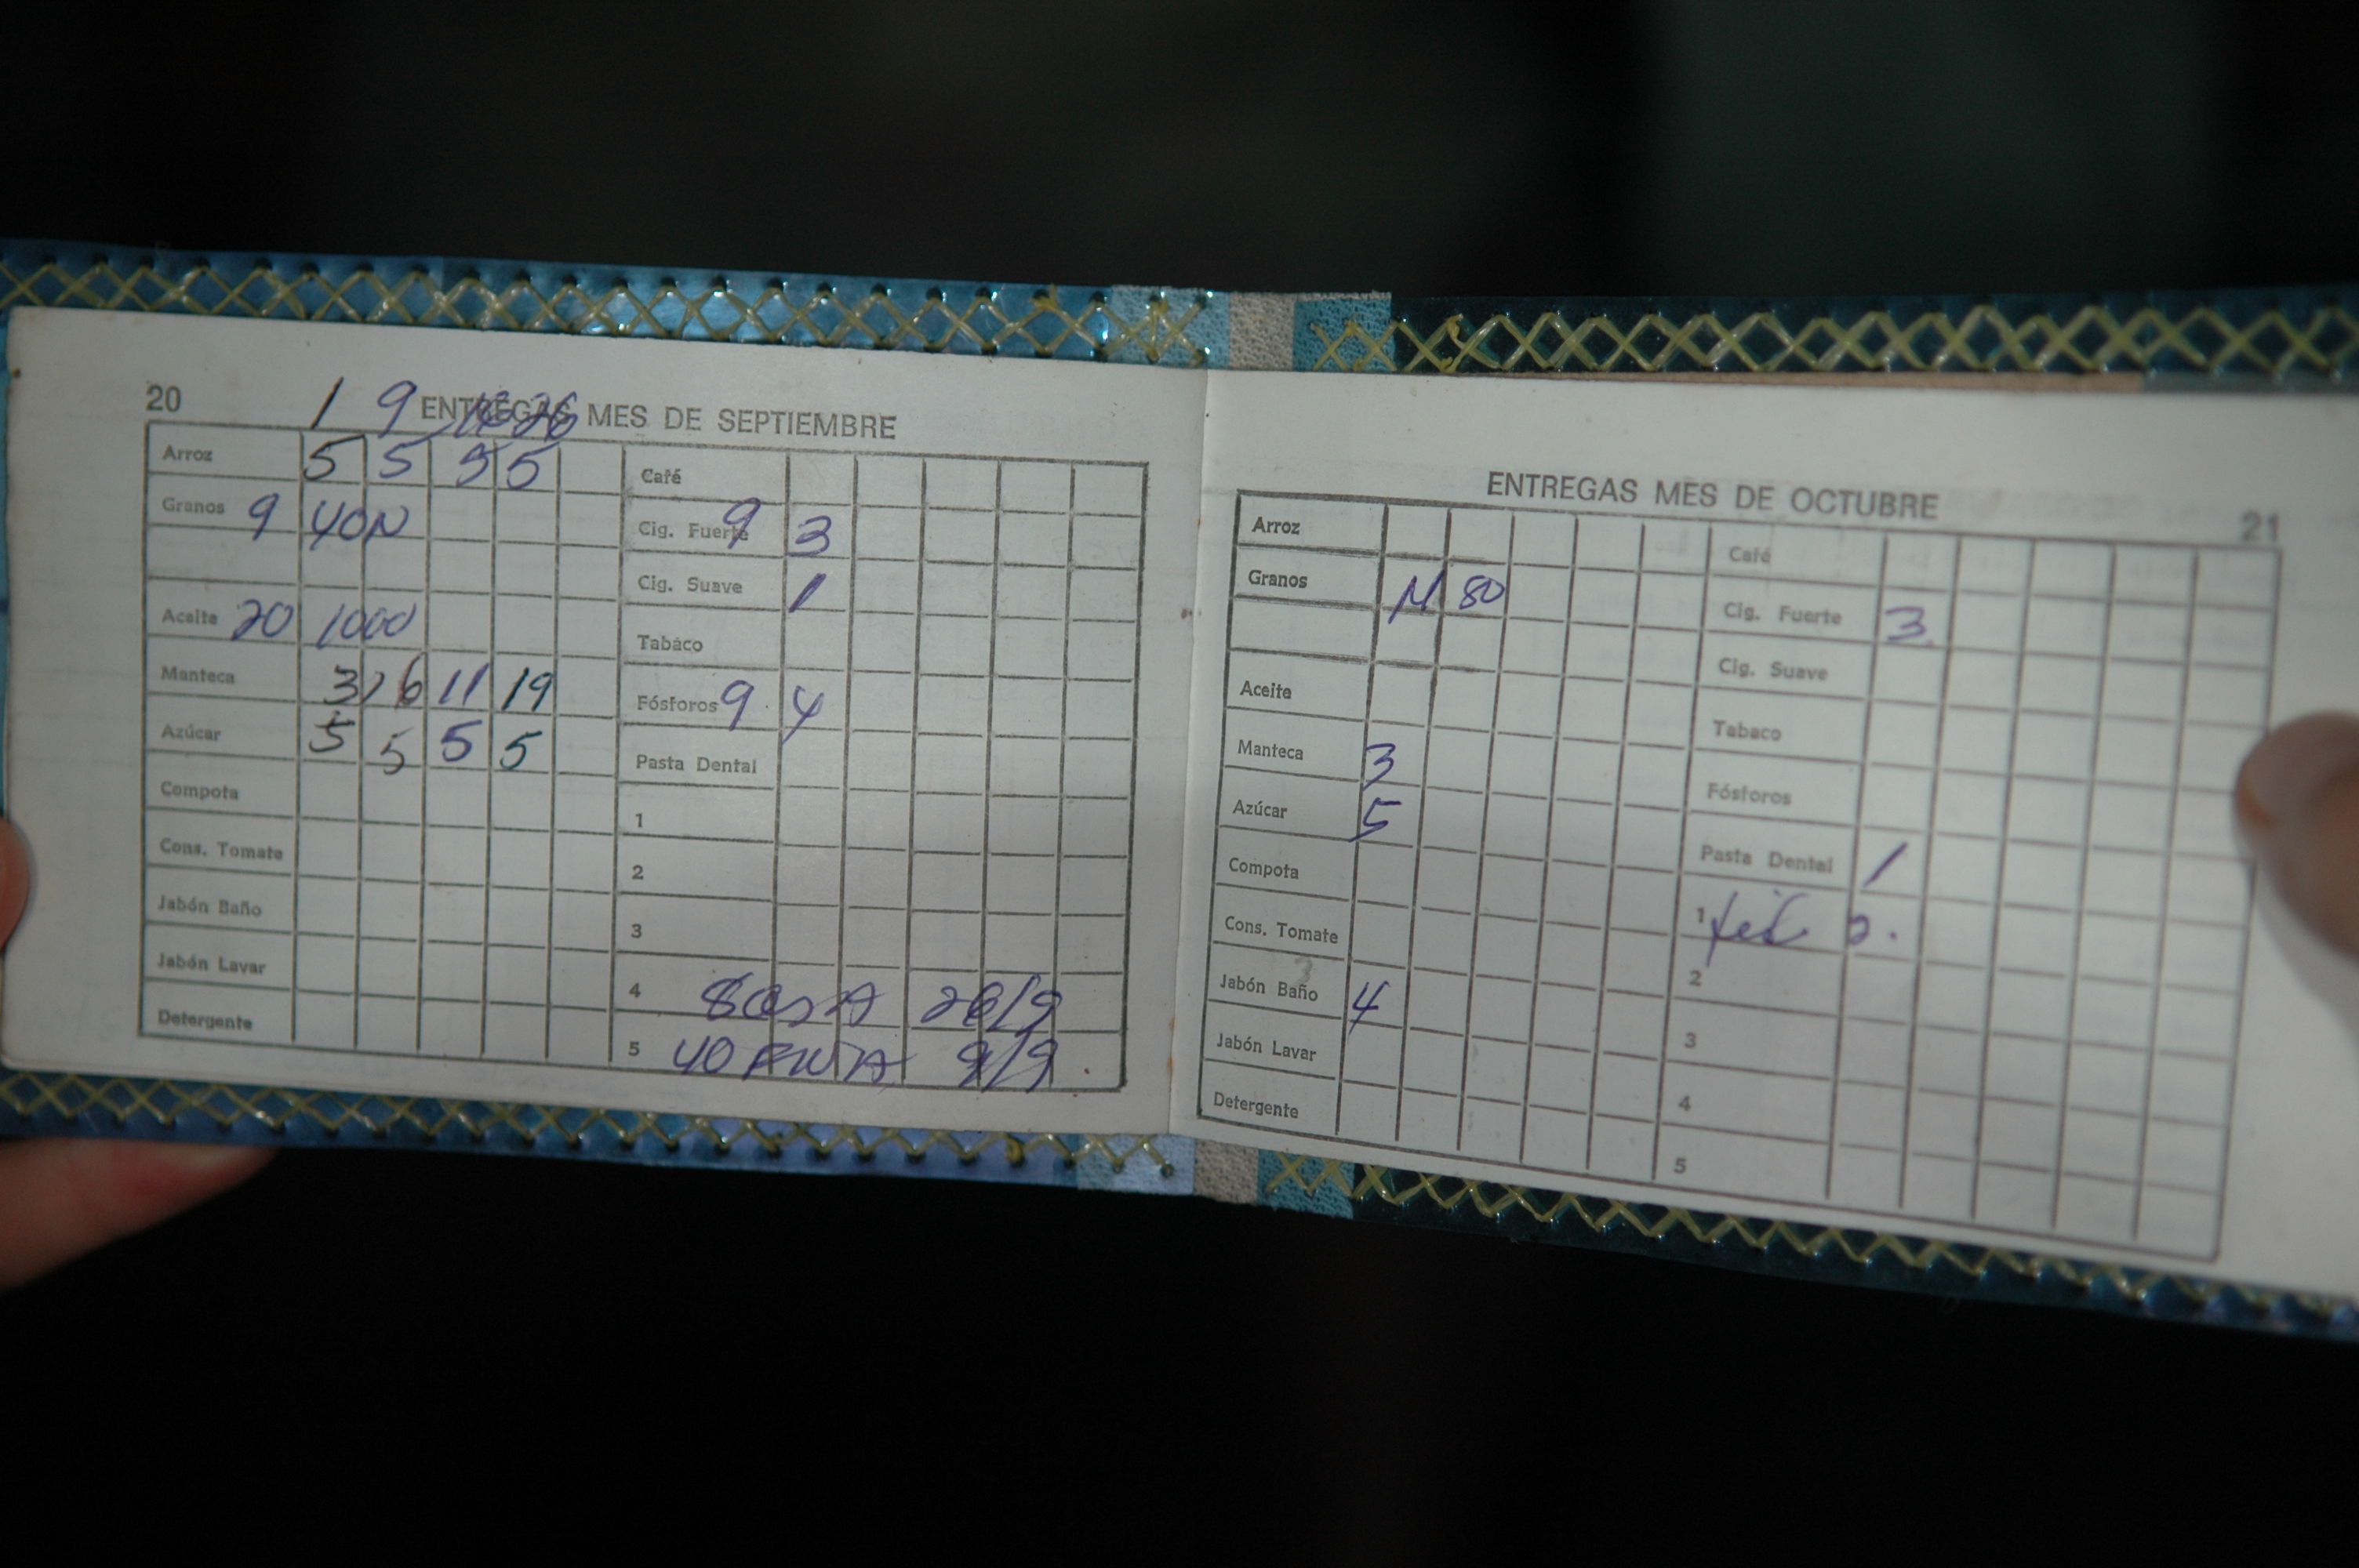 20
1 9 26
ENTREGAS MES DE SEPTIEMBRE
Arroz 5 5 5 5
Granos 9 40N
Aceite 20 1000
Manteca 3 6 11 19
Azúcar 5 5 5 5
Compota
Cons. Tomate
Jabón Baño
Jabón Lavar
Detergente
Café
Cig. Fuerte 9 3
Cig. Suave 1
Tabaco
Fósforos 9 4
Pasta Dental
1
2
3
4
5 40 9/9
ENTREGAS MES DE OCTUBRE
21
Arroz
Granos N 80
Aceite
Manteca 3
Azúcar 5
Compota
Cons. Tomate
Jabón Baño 4
Jabón Lavar
Detergente
Café
Cig. Fuerte 3
Cig. Suave
Tabaco
Fósforos
Pasta Dental 1
1
2
3
4
5